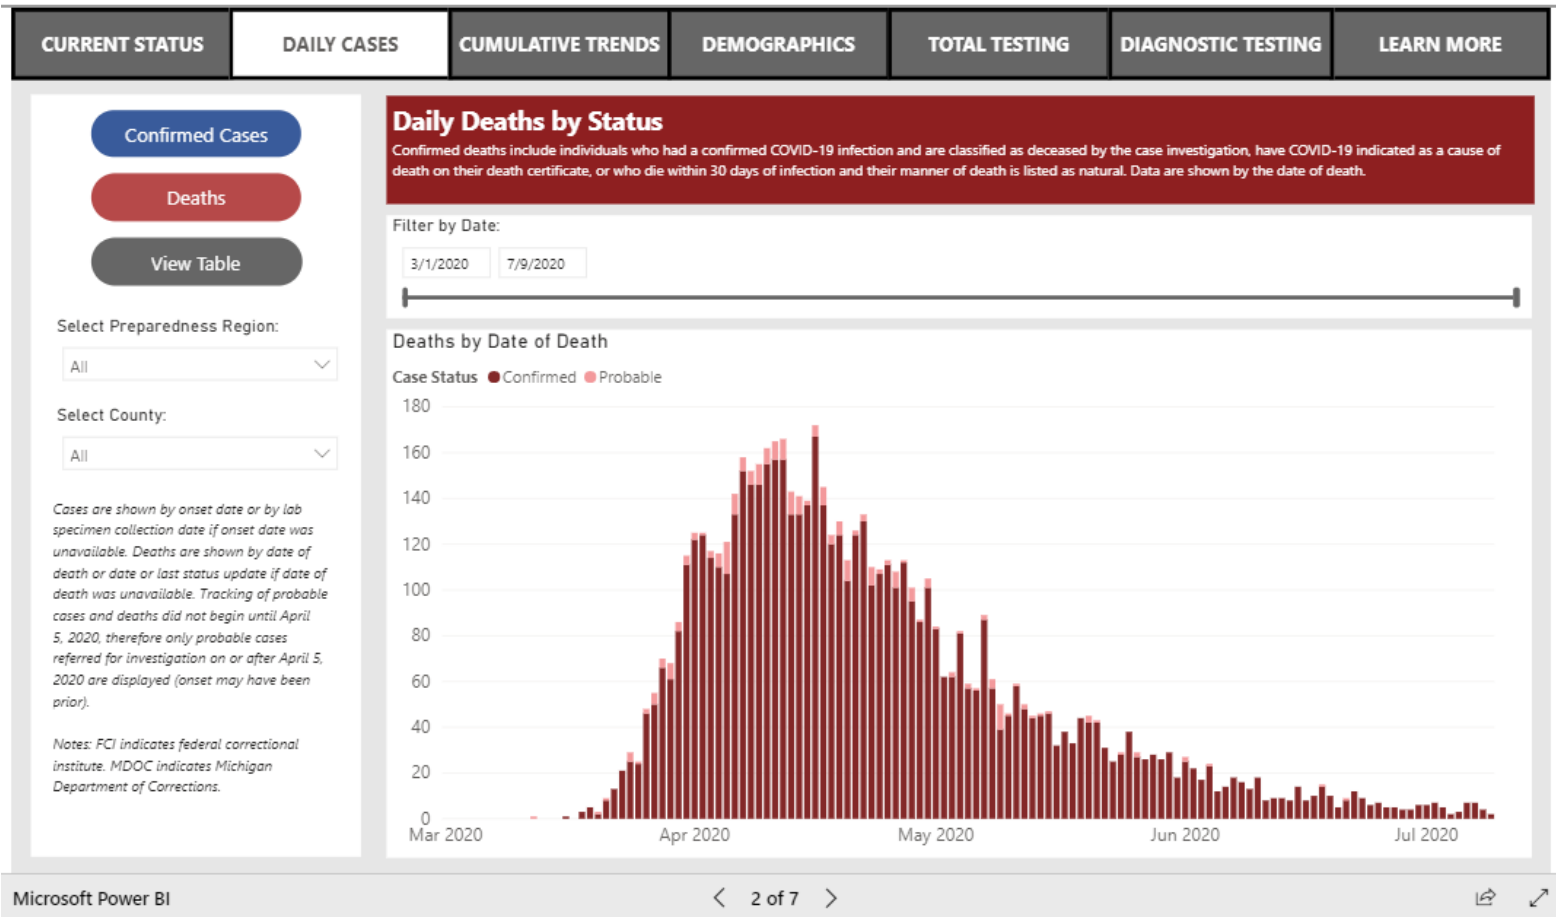 CURRENT STATUS
DAILY CASES
CUMULATIVE TRENDS
DEMOGRAPHICS
TOTAL TESTING
DIAGNOSTIC TESTING
LEARN MORE
Confirmed Cases
Deaths
View Table
Select Preparedness Region:
All
Select County:
All
Cases are shown by onset date or by lab
specimen collection date if onset date was
unavailable. Deaths are shown by date of
death or date or last status update if date of
death was unavailable. Tracking of probable
cases and deaths did not begin until April
5, 2020, therefore only probable cases
referred for investigation on or after April 5,
2020 are displayed (onset may have been
prior).
Notes: FCI indicates federal correctional
institute. MDOC indicates Michigan
Department of Corrections.
Daily Deaths by Status
Confirmed deaths include individuals who had a confirmed COVID-19 infection and are classified as deceased by the case investigation, have COVID-19 indicated as a cause of
death on their death certificate, or who die within 30 days of infection and their manner of death is listed as natural. Data are shown by the date of death.
Filter by Date:
3/1/2020 7/9/2020
Deaths by Date of Death
Case Status Confirmed Probable
180
160
140
120
100
80
60
40
20
0
Mar 2020 Apr 2020 May 2020 Jun 2020 Jul 2020
Microsoft Power BI
2 of 7